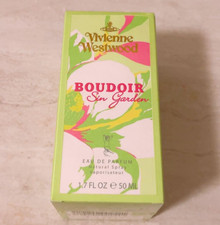 Vivienne
Westwood
BOUDOIR
Sin Garden
EAU DE PARFUM
Natural Spray
Vaporisateur
1.7 FL OZ ℮ 50 ML